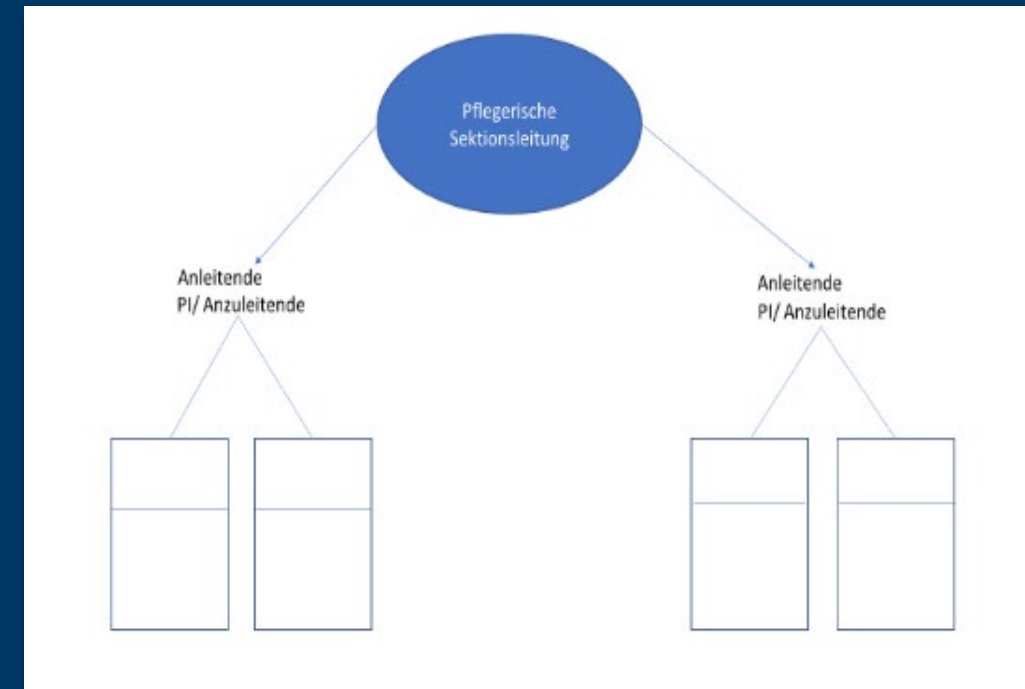 Pflegerische
Sektionsleitung
Anleitende
PI/ Anzuleitende
Anleitende
PI/ Anzuleitende